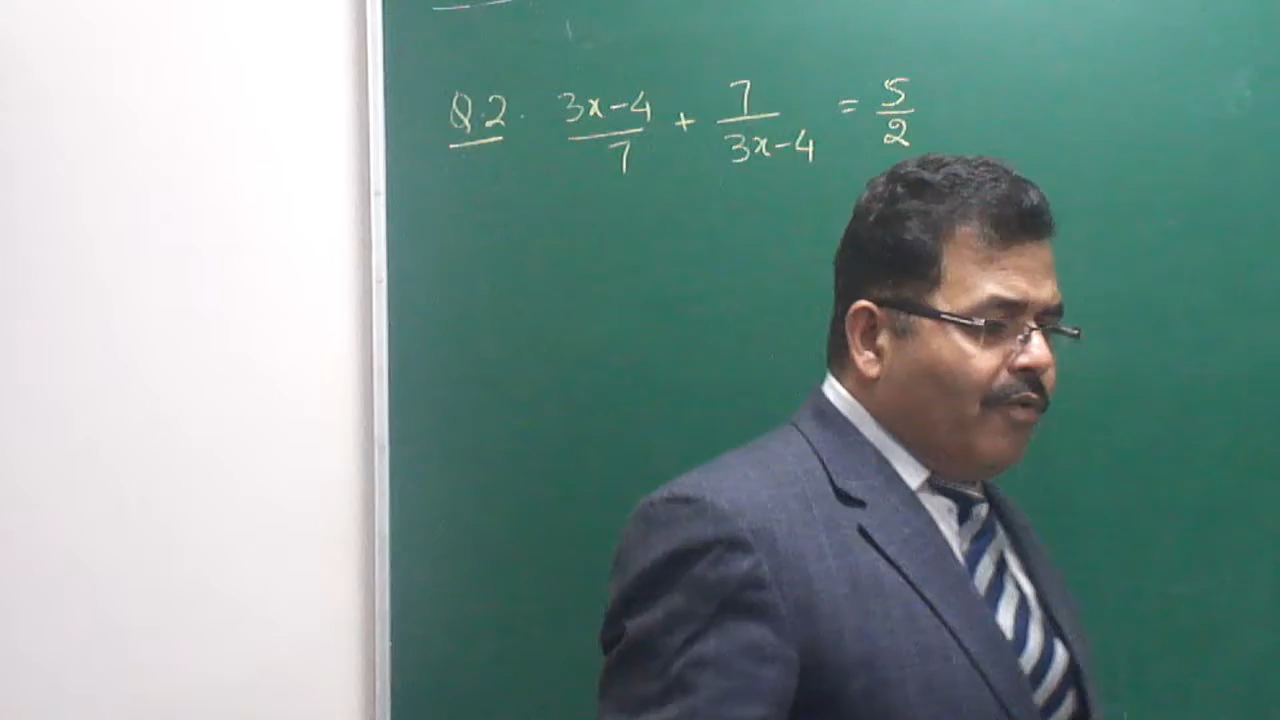 Q.2. 3x-4/7 + 7/3x-4 = 5/2